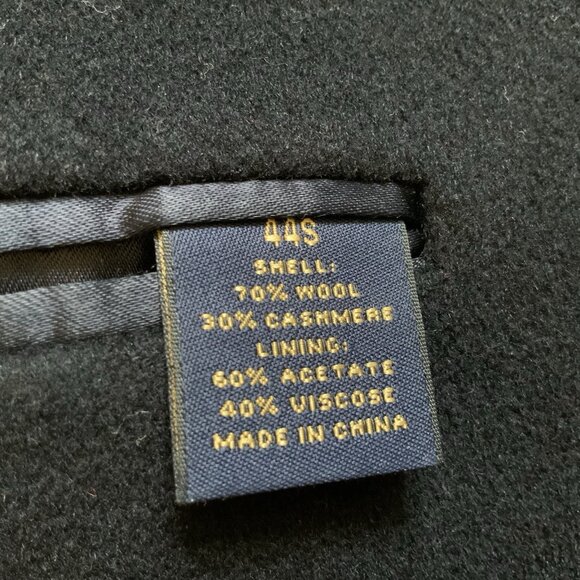 44S
SHELL:
70% WOOL
30% CASHMERE
LINING:
60% ACETATE
40% VISCOSE
MADE IN CHINA